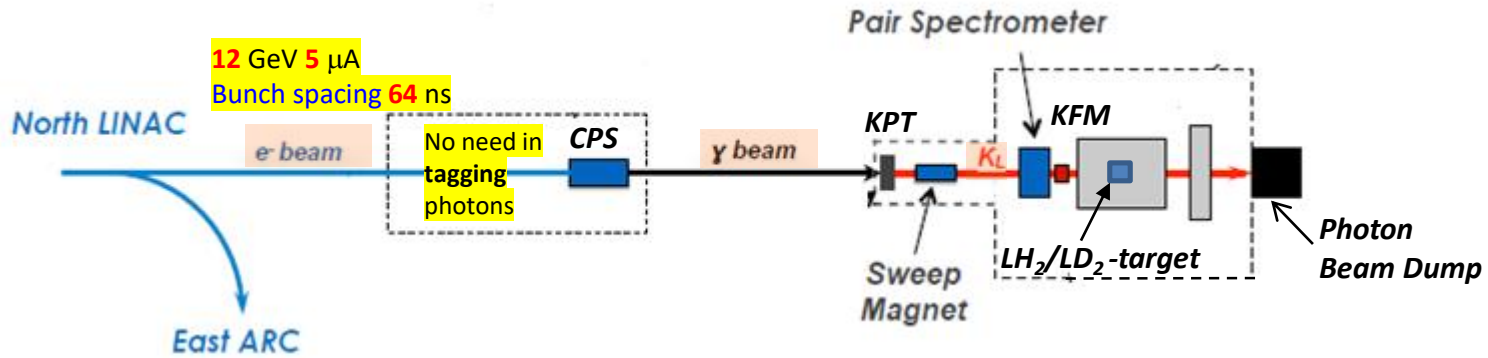 Pair Spectrometer
12 GeV 5 μA
Bunch spacing 64 ns
North LINAC
e⁻ beam
No need in
tagging
photons
CPS
γ beam
KPT
K_L
KFM
LH₂/LD₂-target
Sweep
Magnet
Photon
Beam Dump
East ARC